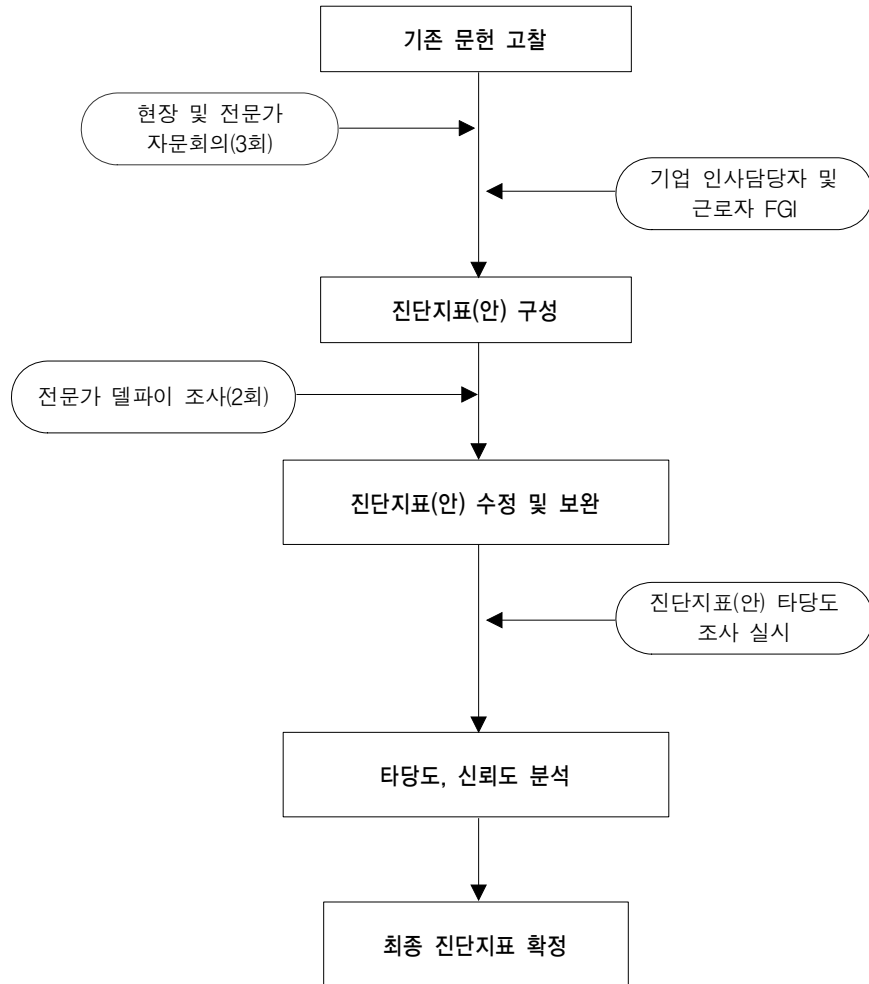 기존 문헌 고찰
현장 및 전문가
자문회의(3회)
기업 인사담당자 및
근로자 FGI
진단지표(안) 구성
전문가 델파이 조사(2회)
진단지표(안) 수정 및 보완
진단지표(안) 타당도
조사 실시
타당도, 신뢰도 분석
최종 진단지표 확정